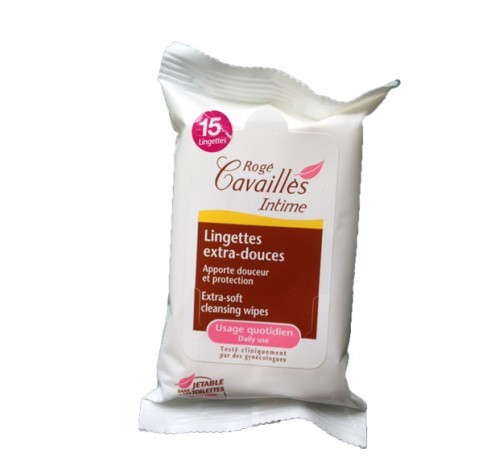 15
Lingettes
Rogé
Cavaillès
Intime
Lingettes
extra-douces
Apporte douceur
et protection
Extra-soft
cleansing wipes
Usage quotidien
Daily use
Testé cliniquement
par des gynécologues
JETABLE
TOILETTES